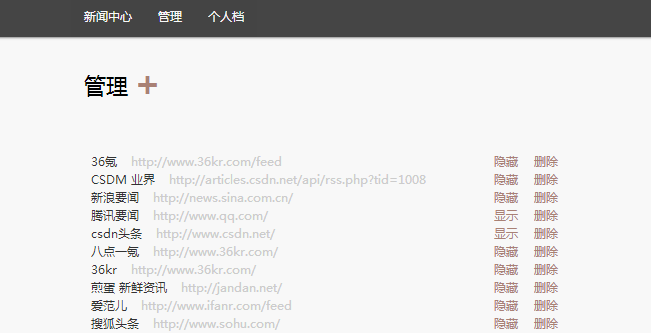 新闻中心 管理 个人档
管理 +
36氪 http://www.36kr.com/feed 隐藏 删除
CSDM 业界 http://articles.csdn.net/api/rss.php?tid=1008 隐藏 删除
新浪要闻 http://news.sina.com.cn/ 隐藏 删除
腾讯要闻 http://www.qq.com/ 显示 删除
csdn头条 http://www.csdn.net/ 显示 删除
八点一氪 http://www.36kr.com/ 隐藏 删除
36kr http://www.36kr.com/ 隐藏 删除
煎蛋 新鲜资讯 http://jandan.net/ 隐藏 删除
爱范儿 http://www.ifanr.com/feed 隐藏 删除
搜狐头条 http://www.sohu.com/ 隐藏 删除